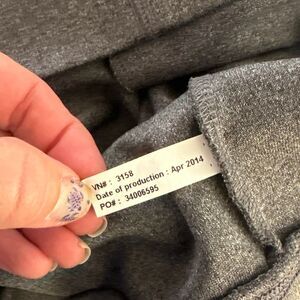 VN# : 3158
Date of production : Apr 2014
PO# : 34006595